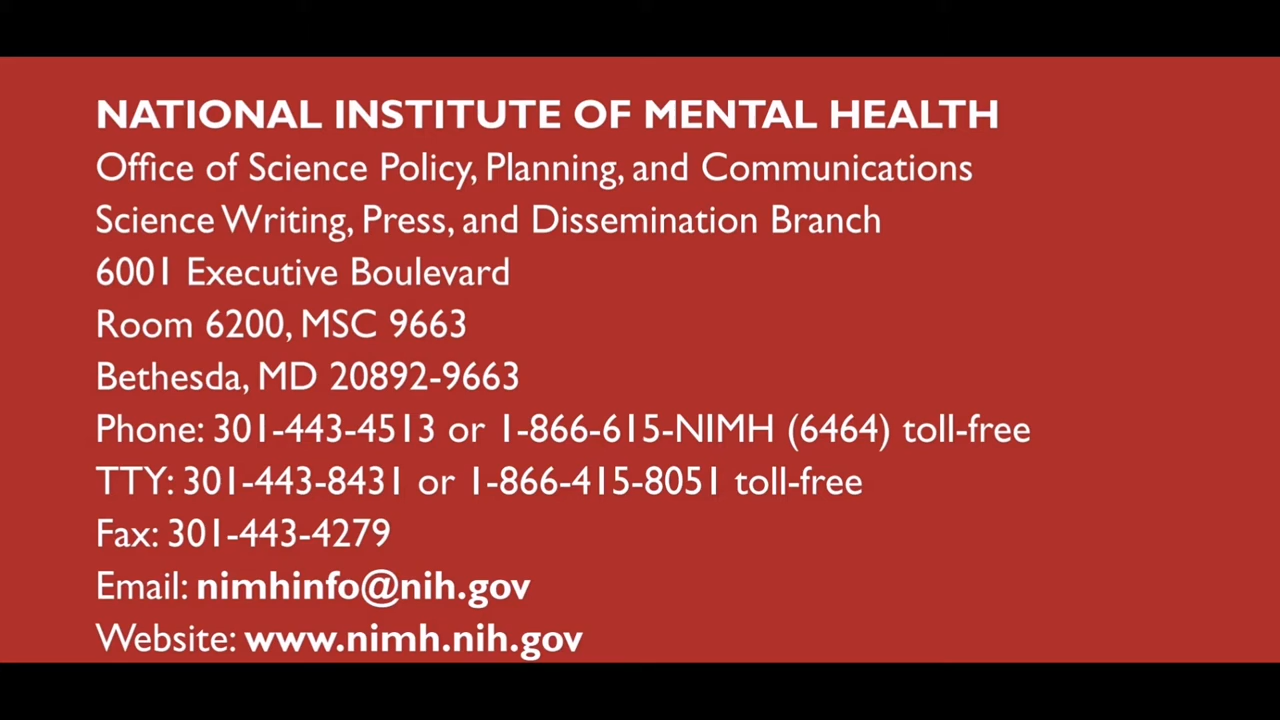 NATIONAL INSTITUTE OF MENTAL HEALTH
Office of Science Policy, Planning, and Communications
Science Writing, Press, and Dissemination Branch
6001 Executive Boulevard
Room 6200, MSC 9663
Bethesda, MD 20892-9663
Phone: 301-443-4513 or 1-866-615-NIMH (6464) toll-free
TTY: 301-443-8431 or 1-866-415-8051 toll-free
Fax: 301-443-4279
Email: nimhinfo@nih.gov
Website: www.nimh.nih.gov